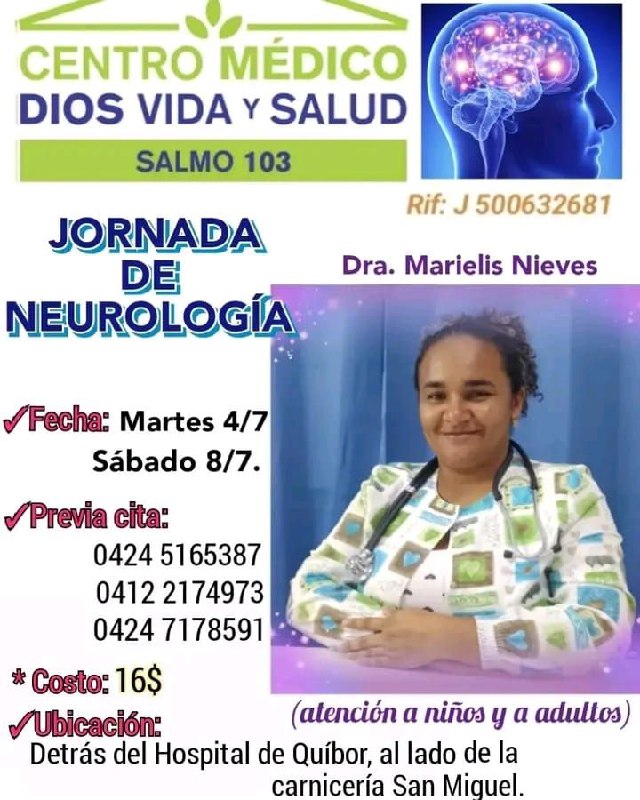 CENTRO MÉDICO
DIOS VIDA Y SALUD
SALMO 103
Rif: J 500632681
JORNADA
DE
NEUROLOGÍA
Dra. Marielis Nieves
✓Fecha: Martes 4/7
Sábado 8/7.
✓Previa cita:
0424 5165387
0412 2174973
0424 7178591
* Costo: 16$
✓Ubicación:
(atención a niños y a adultos)
Detrás del Hospital de Quíbor, al lado de la
carnicería San Miguel.